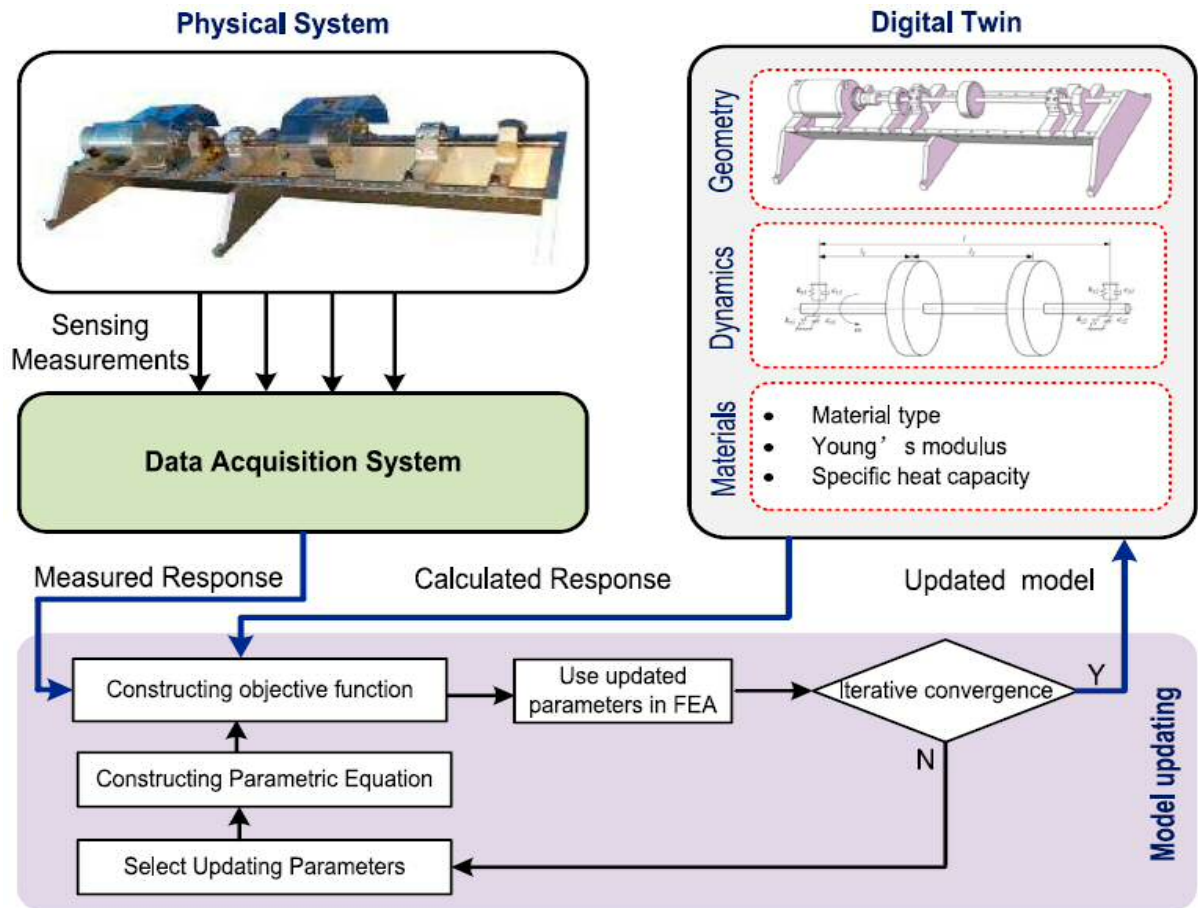 Physical System
Digital Twin
Geometry
Dynamics
Materials
Material type
Young’ s modulus
Specific heat capacity
Sensing
Measurements
Data Acquisition System
Measured Response
Calculated Response
Updated model
Constructing objective function
Use updated
parameters in FEA
Iterative convergence
Y
N
Constructing Parametric Equation
Select Updating Parameters
Model updating